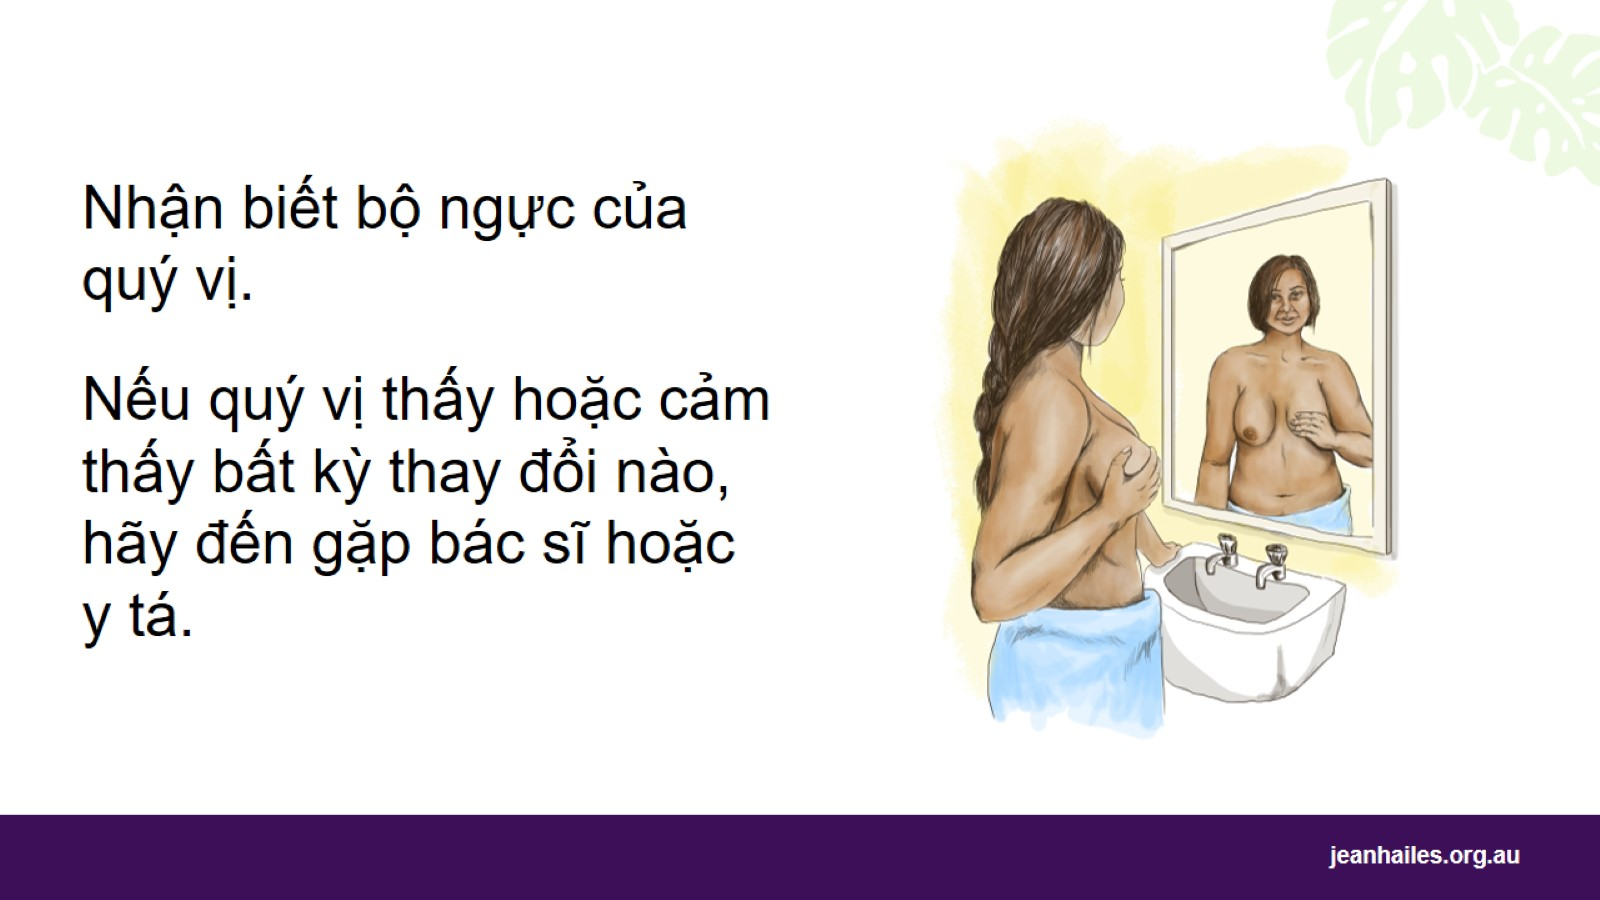 Nhận biết bộ ngực của
quý vị.
Nếu quý vị thấy hoặc cảm
thấy bất kỳ thay đổi nào,
hãy đến gặp bác sĩ hoặc
y tá.
jeanhailes.org.au